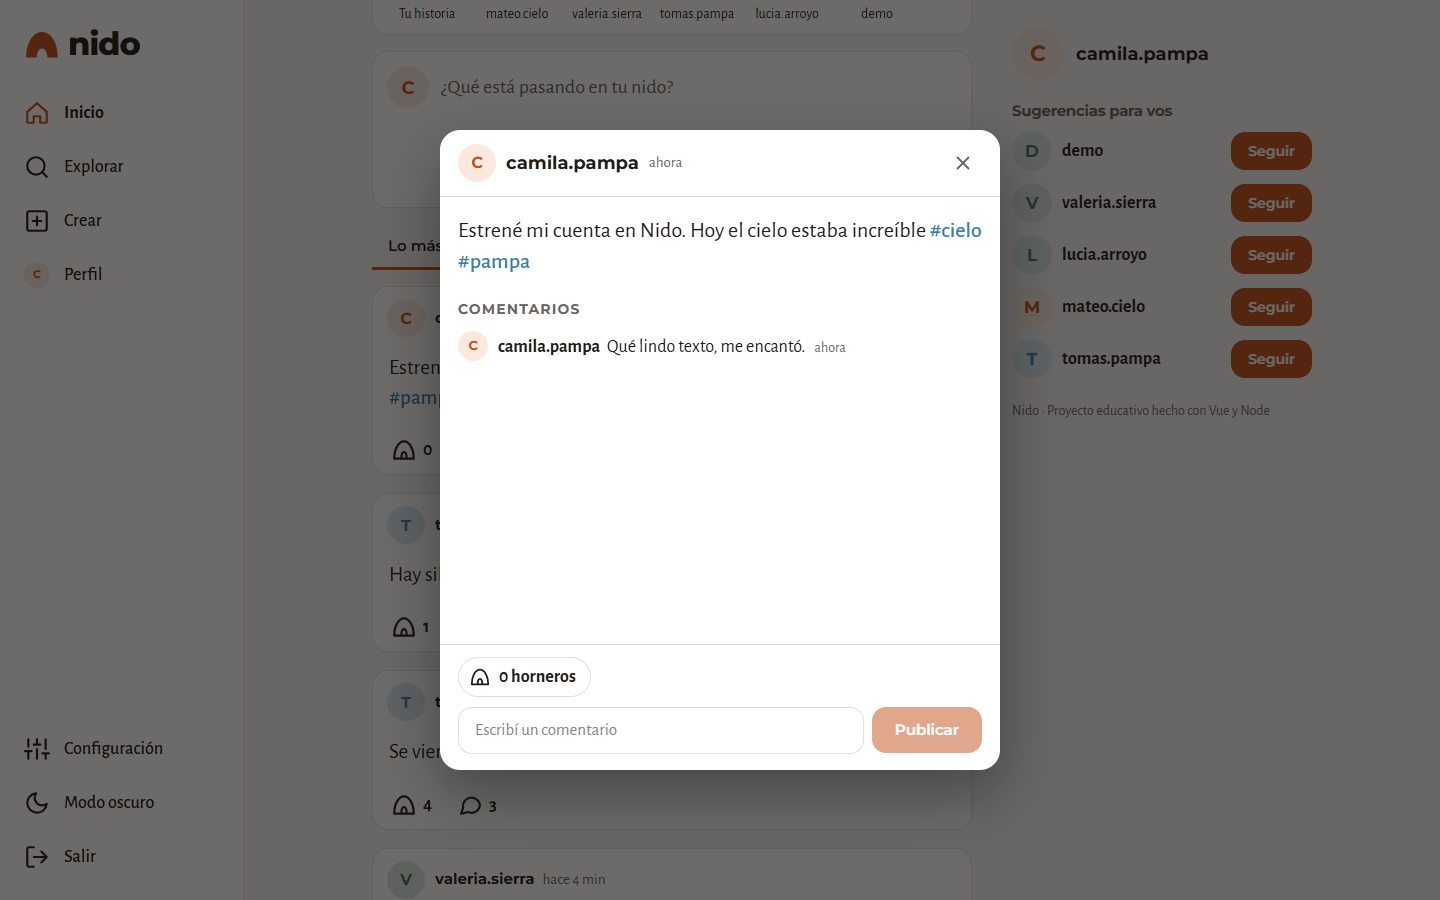 nido
Inicio
Explorar
Crear
C Perfil
Configuración
Modo oscuro
Salir
Tu historia mateo.cielo valeria.sierra tomas.pampa lucia.arroyo demo
C ¿Qué está pasando en tu nido?
Lo más
C
Estren
#pamp
0
T
Hay si
1
T
Se vier
4 3
V valeria.sierra hace 4 min
C camila.pampa ahora
Estrené mi cuenta en Nido. Hoy el cielo estaba increíble #cielo
#pampa
COMENTARIOS
C camila.pampa Qué lindo texto, me encantó. ahora
0 horneros
Escribí un comentario Publicar
C camila.pampa
Sugerencias para vos
D demo Seguir
V valeria.sierra Seguir
L lucia.arroyo Seguir
M mateo.cielo Seguir
T tomas.pampa Seguir
Nido · Proyecto educativo hecho con Vue y Node